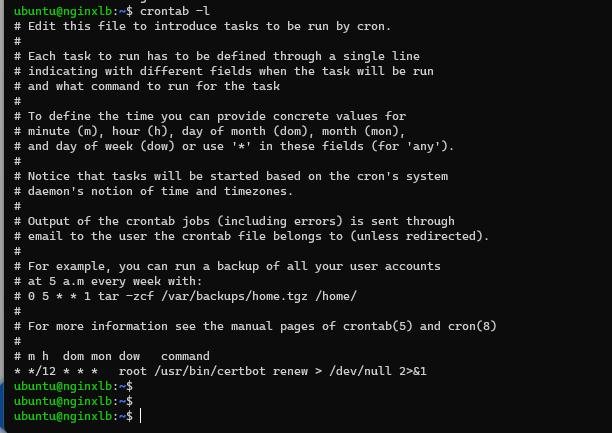 ubuntu@nginxlb:~$ crontab -l
# Edit this file to introduce tasks to be run by cron.
#
# Each task to run has to be defined through a single line
# indicating with different fields when the task will be run
# and what command to run for the task
#
# To define the time you can provide concrete values for
# minute (m), hour (h), day of month (dom), month (mon),
# and day of week (dow) or use '*' in these fields (for 'any').
#
# Notice that tasks will be started based on the cron's system
# daemon's notion of time and timezones.
#
# Output of the crontab jobs (including errors) is sent through
# email to the user the crontab file belongs to (unless redirected).
#
# For example, you can run a backup of all your user accounts
# at 5 a.m every week with:
# 0 5 * * 1 tar -zcf /var/backups/home.tgz /home/
#
# For more information see the manual pages of crontab(5) and cron(8)
#
# m h  dom mon dow   command
* */12 * * *   root /usr/bin/certbot renew > /dev/null 2>&1
ubuntu@nginxlb:~$
ubuntu@nginxlb:~$
ubuntu@nginxlb:~$